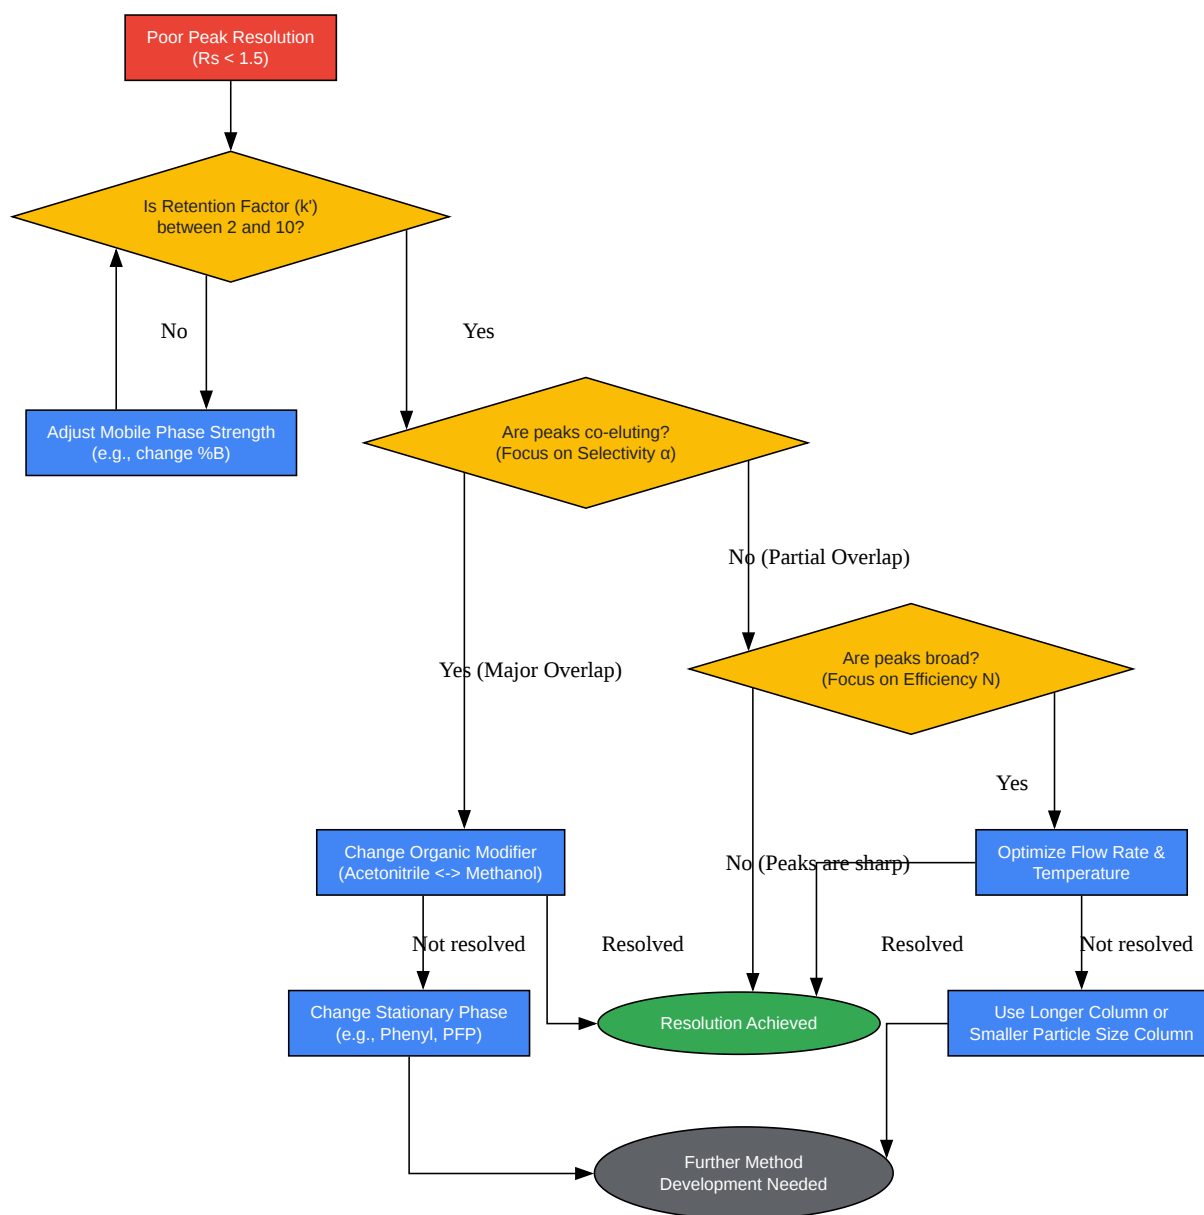 Poor Peak Resolution
(Rs < 1.5)
Is Retention Factor (k')
between 2 and 10?
No
Yes
Adjust Mobile Phase Strength
(e.g., change %B)
Are peaks co-eluting?
(Focus on Selectivity α)
No (Partial Overlap)
Yes (Major Overlap)
Are peaks broad?
(Focus on Efficiency N)
Yes
Change Organic Modifier
(Acetonitrile <-> Methanol)
No (Peaks are sharp)
Optimize Flow Rate &
Temperature
Not resolved
Resolved
Resolved
Not resolved
Change Stationary Phase
(e.g., Phenyl, PFP)
Resolution Achieved
Use Longer Column or
Smaller Particle Size Column
Further Method
Development Needed